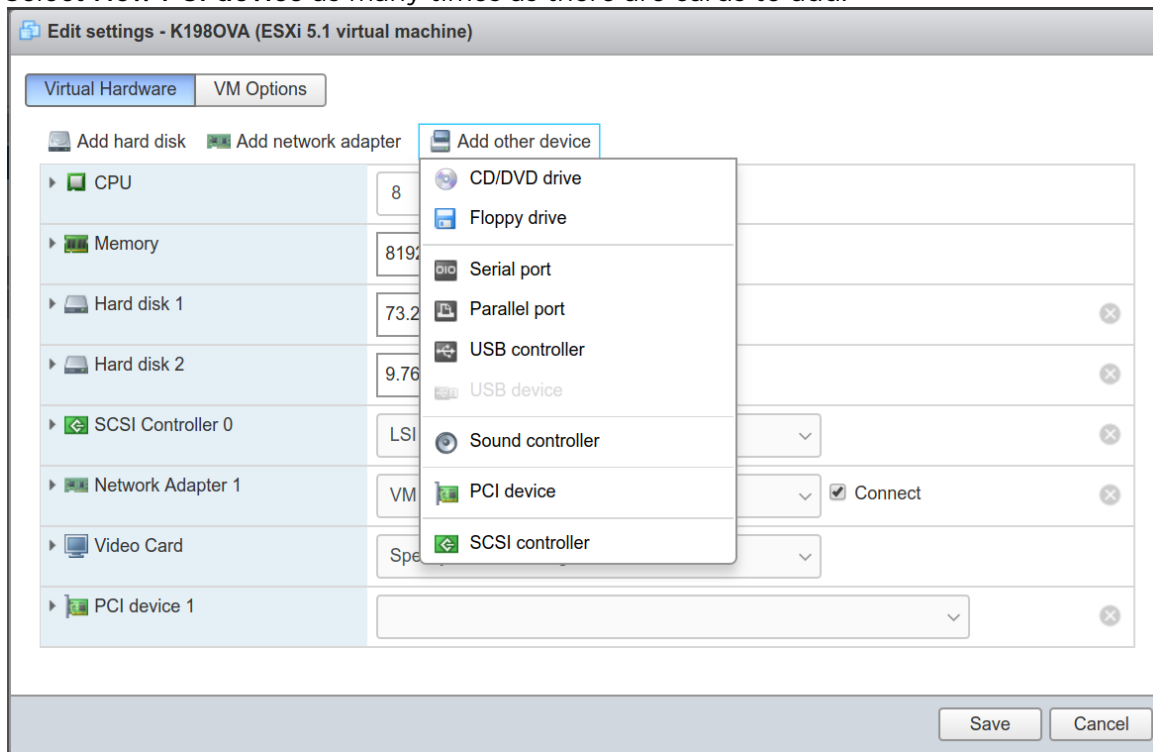 Edit settings - K198OVA (ESXi 5.1 virtual machine)
Virtual Hardware VM Options
Add hard disk Add network adapter Add other device
CPU 8
CD/DVD drive
Floppy drive
Memory 8192
Serial port
Hard disk 1 73.2
Parallel port
USB controller
Hard disk 2 9.76
USB device
SCSI Controller 0 LSI
Sound controller
Network Adapter 1 VM
PCI device
Connect
Video Card
SCSI controller
PCI device 1
Save Cancel